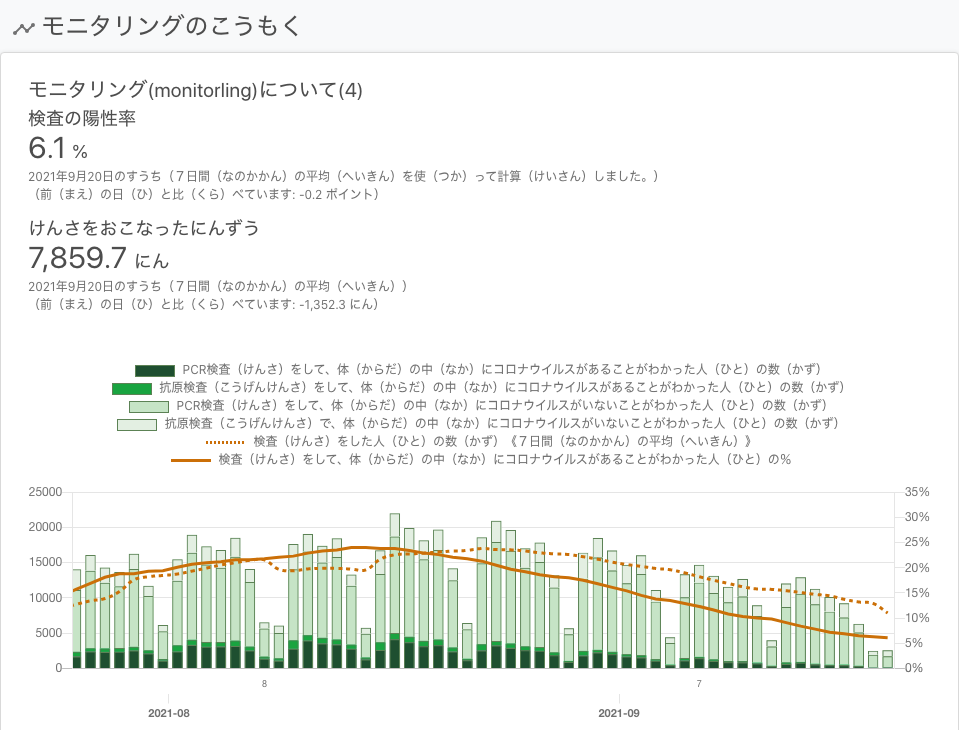 モニタリングのこうもく
モニタリング(monitorling)について(4)
検査の陽性率
6.1 %
2021年9月20日のすうち（７日間（なのかかん）の平均（へいきん）を使（つか）って計算（けいさん）しました。）
（前（まえ）の日（ひ）と比（くら）べています: -0.2 ポイント）
けんさをおこなったにんずう
7,859.7 にん
2021年9月20日のすうち（７日間（なのかかん）の平均（へいきん））
（前（まえ）の日（ひ）と比（くら）べています: -1,352.3 にん）
PCR検査（けんさ）をして、体（からだ）の中（なか）にコロナウイルスがあることがわかった人（ひと）の数（かず）
抗原検査（こうげんけんさ）をして、体（からだ）の中（なか）にコロナウイルスがあることがわかった人（ひと）の数（かず）
PCR検査（けんさ）をして、体（からだ）の中（なか）にコロナウイルスがいないことがわかった人（ひと）の数（かず）
抗原検査（こうげんけんさ）で、体（からだ）の中（なか）にコロナウイルスがいないことがわかった人（ひと）の数（かず）
検査（けんさ）をした人（ひと）の数（かず）《７日間（なのかかん）の平均（へいきん）》
検査（けんさ）をして、体（からだ）の中（なか）にコロナウイルスがあることがわかった人（ひと）の％
25000 35%
30%
20000
25%
15000 20%
15%
10000
10%
5000
5%
0 0%
8 7
2021-08 2021-09